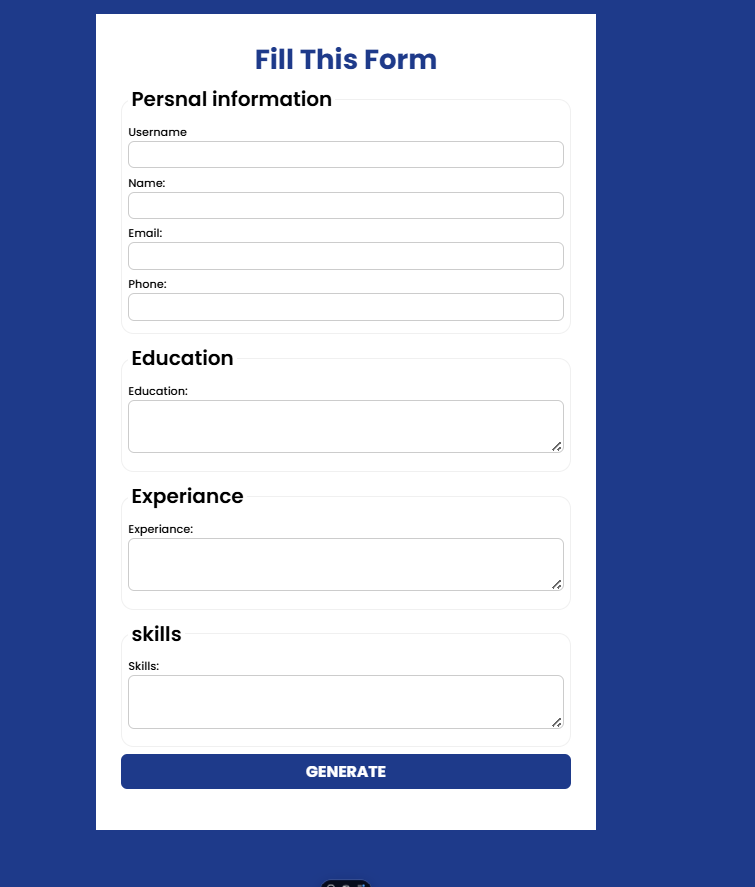 Fill This Form
Persnal information
Username
Name:
Email:
Phone:
Education
Education:
Experiance
Experiance:
skills
Skills:
GENERATE